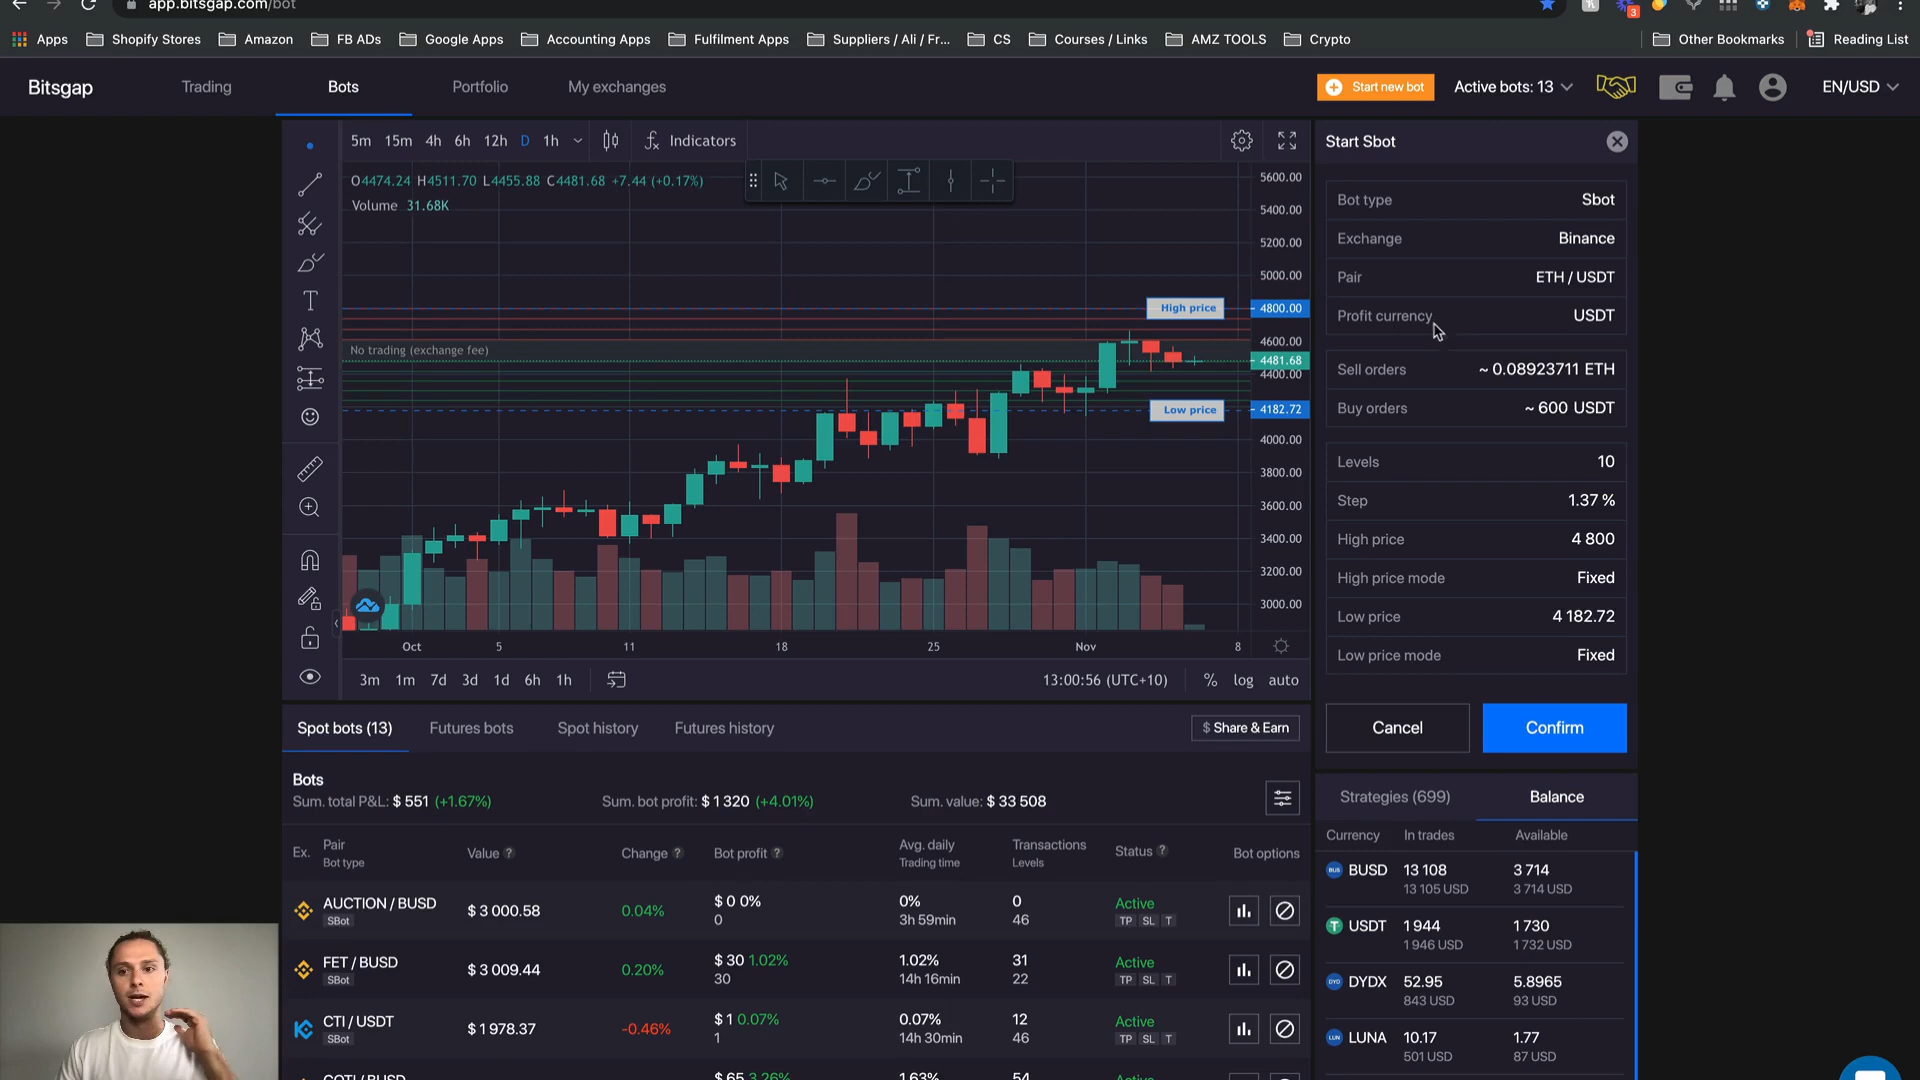 app.bitsgap.com/bot
Apps
Shopify Stores
Amazon
FB ADs
Google Apps
Accounting Apps
Fulfilment Apps
Suppliers / Ali / Fr...
CS
Courses / Links
AMZ TOOLS
Crypto
Other Bookmarks
Reading List
3
Bitsgap
Trading
Bots
Portfolio
My exchanges
Start new bot
Active bots: 13
EN/USD
5m 15m 4h 6h 12h D 1h
Indicators
O4474.24 H4511.70 L4455.88 C4481.68 +7.44 (+0.17%)
Volume 31.68K
5600.00
5400.00
5200.00
5000.00
High price 4800.00
4600.00
No trading (exchange fee)
4481.68
4400.00
Low price 4182.72
4000.00
3800.00
3600.00
3400.00
3200.00
3000.00
Oct 5 11 18 25 Nov 8
3m 1m 7d 3d 1d 6h 1h
13:00:56 (UTC+10)
% log auto
Start Sbot
Bot type Sbot
Exchange Binance
Pair ETH / USDT
Profit currency USDT
Sell orders ~ 0.08923711 ETH
Buy orders ~ 600 USDT
Levels 10
Step 1.37 %
High price 4 800
High price mode Fixed
Low price 4 182.72
Low price mode Fixed
Cancel
Confirm
Spot bots (13)
Futures bots
Spot history
Futures history
$ Share & Earn
Bots
Sum. total P&L: $ 551 (+1.67%)
Sum. bot profit: $ 1 320 (+4.01%)
Sum. value: $ 33 508
Ex.
Pair
Bot type
Value ?
Change ?
Bot profit ?
Avg. daily
Trading time
Transactions
Levels
Status ?
Bot options
AUCTION / BUSD $ 3 000.58 0.04% $ 0 0% 0% 0 Active
SBot 0 3h 59min 46 TP SL T
FET / BUSD $ 3 009.44 0.20% $ 30 1.02% 1.02% 31 Active
SBot 30 14h 16min 22 TP SL T
CTI / USDT $ 1 978.37 -0.46% $ 1 0.07% 0.07% 12 Active
SBot 1 14h 30min 46 TP SL T
COTI / BUSD $ 65 3.26% 1.63% 54 Active
Strategies (699)
Balance
Currency In trades Available
BUSD 13 108 3 714
13 105 USD 3 714 USD
USDT 1 944 1 730
1 946 USD 1 732 USD
DYDX 52.95 5.8965
843 USD 93 USD
LUNA 10.17 1.77
501 USD 87 USD